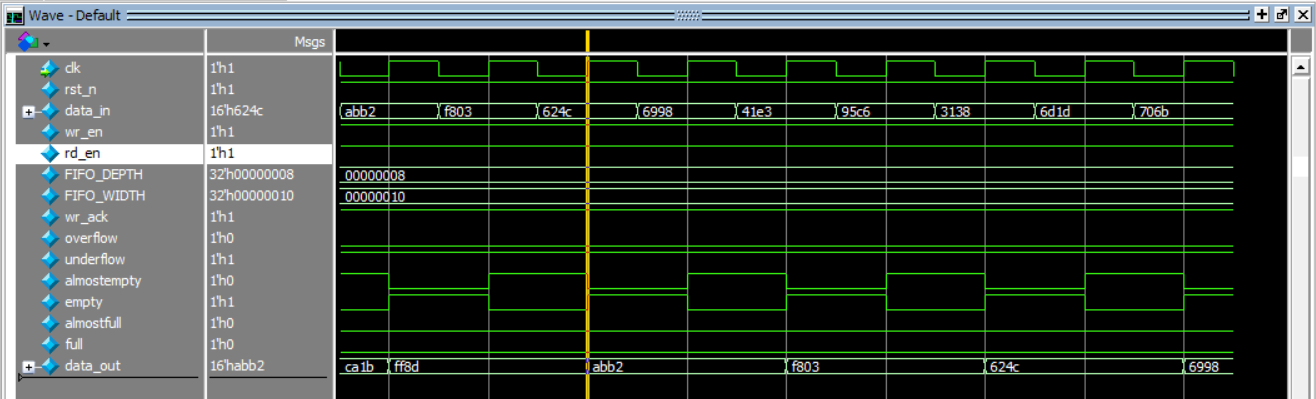 Wave - Default
Msgs
clk 1'h1
rst_n 1'h1
data_in 16'h624c abb2 f803 624c 6998 41e3 95c6 3138 6d1d 706b
wr_en 1'h1
rd_en 1'h1
FIFO_DEPTH 32'h00000008 00000008
FIFO_WIDTH 32'h00000010 00000010
wr_ack 1'h1
overflow 1'h0
underflow 1'h1
almostempty 1'h0
empty 1'h1
almostfull 1'h0
full 1'h0
data_out 16'habb2 ca1b ff8d abb2 f803 624c 6998